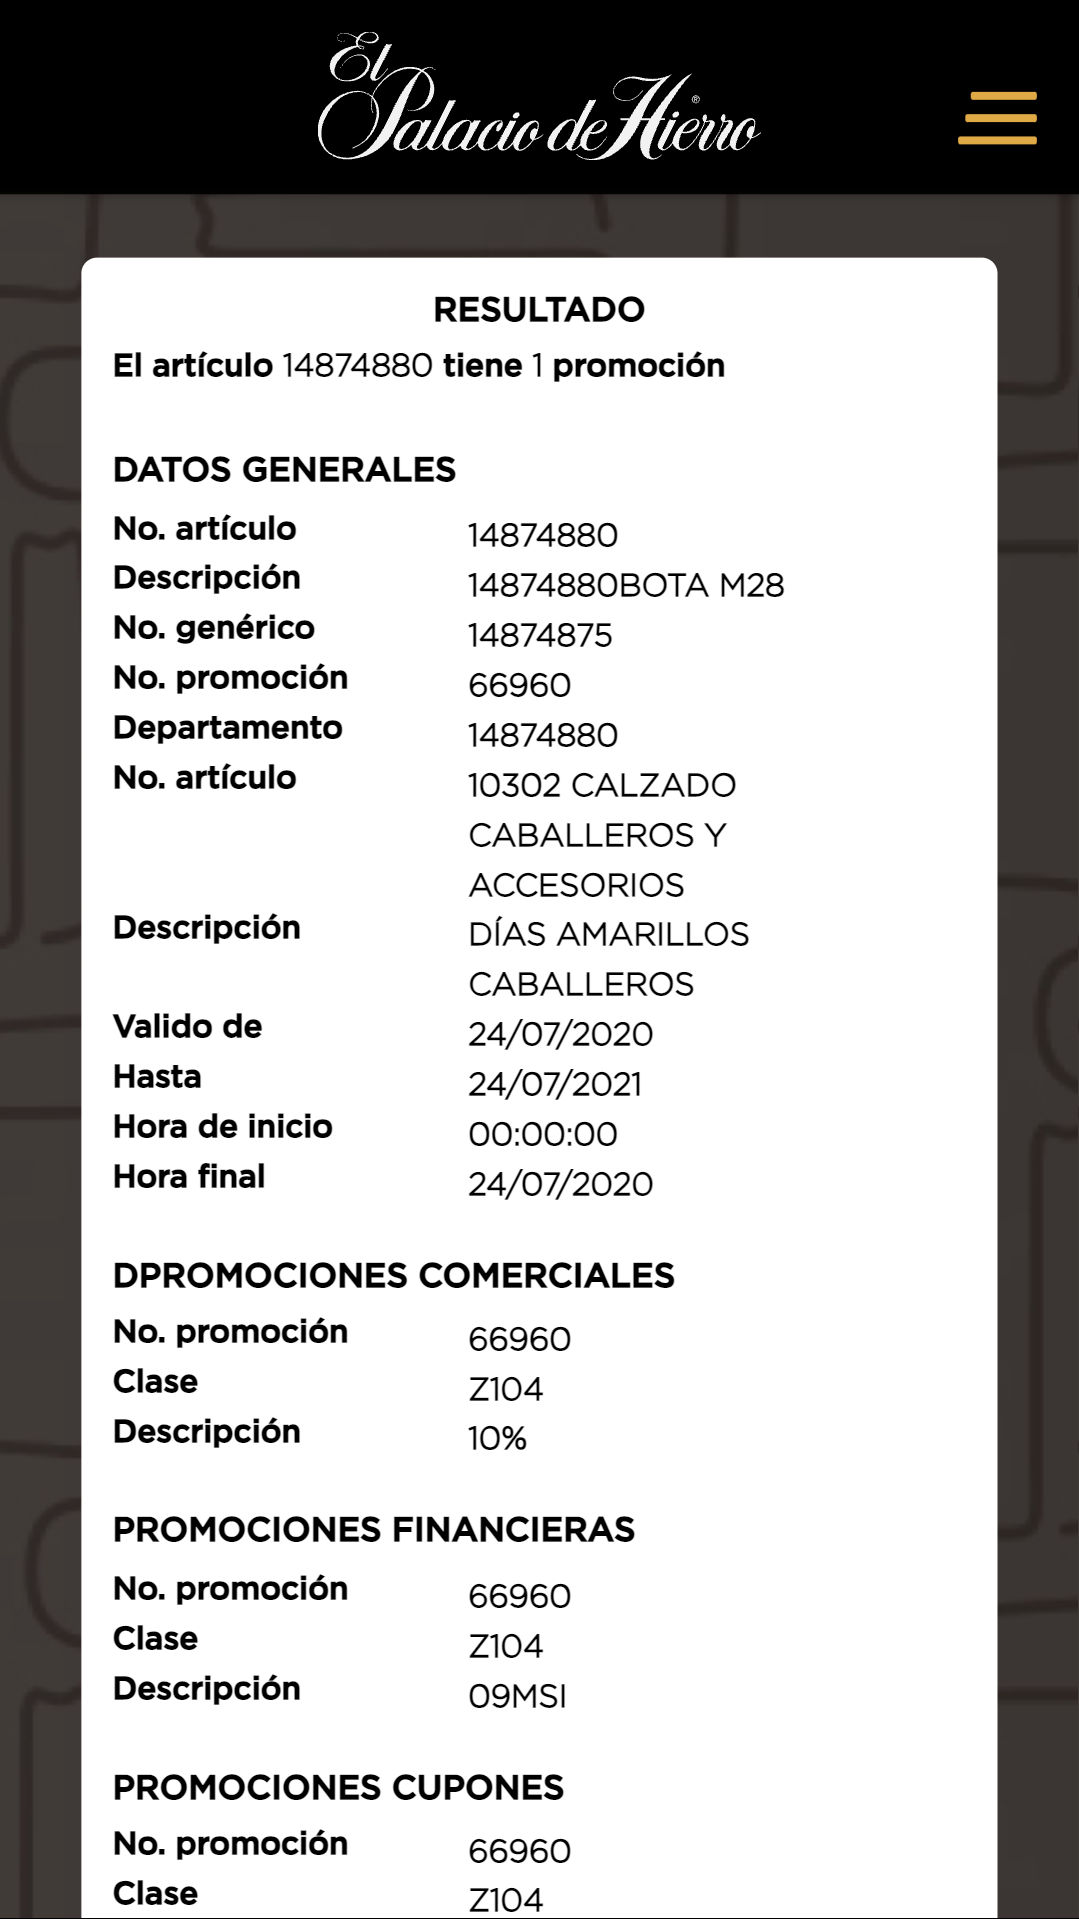 El Palacio de Hierro®
RESULTADO
El artículo 14874880 tiene 1 promoción
DATOS GENERALES
No. artículo 14874880
Descripción 14874880BOTA M28
No. genérico 14874875
No. promoción 66960
Departamento 14874880
No. artículo 10302 CALZADO
CABALLEROS Y
ACCESORIOS
Descripción DÍAS AMARILLOS
CABALLEROS
Valido de 24/07/2020
Hasta 24/07/2021
Hora de inicio 00:00:00
Hora final 24/07/2020
DPROMOCIONES COMERCIALES
No. promoción 66960
Clase Z104
Descripción 10%
PROMOCIONES FINANCIERAS
No. promoción 66960
Clase Z104
Descripción 09MSI
PROMOCIONES CUPONES
No. promoción 66960
Clase Z104